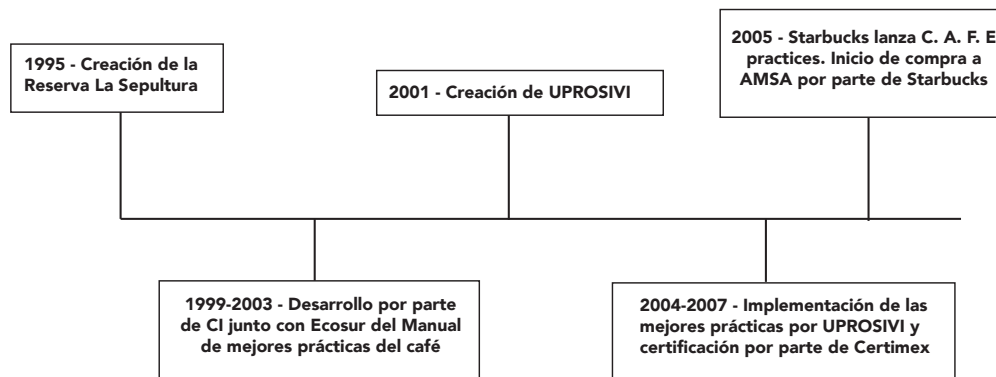 1995 - Creación de la
Reserva La Sepultura
2001 - Creación de UPROSIVI
2005 - Starbucks lanza C. A. F. E
practices. Inicio de compra a
AMSA por parte de Starbucks
1999-2003 - Desarrollo por parte
de CI junto con Ecosur del Manual
de mejores prácticas del café
2004-2007 - Implementación de las
mejores prácticas por UPROSIVI y
certificación por parte de Certimex